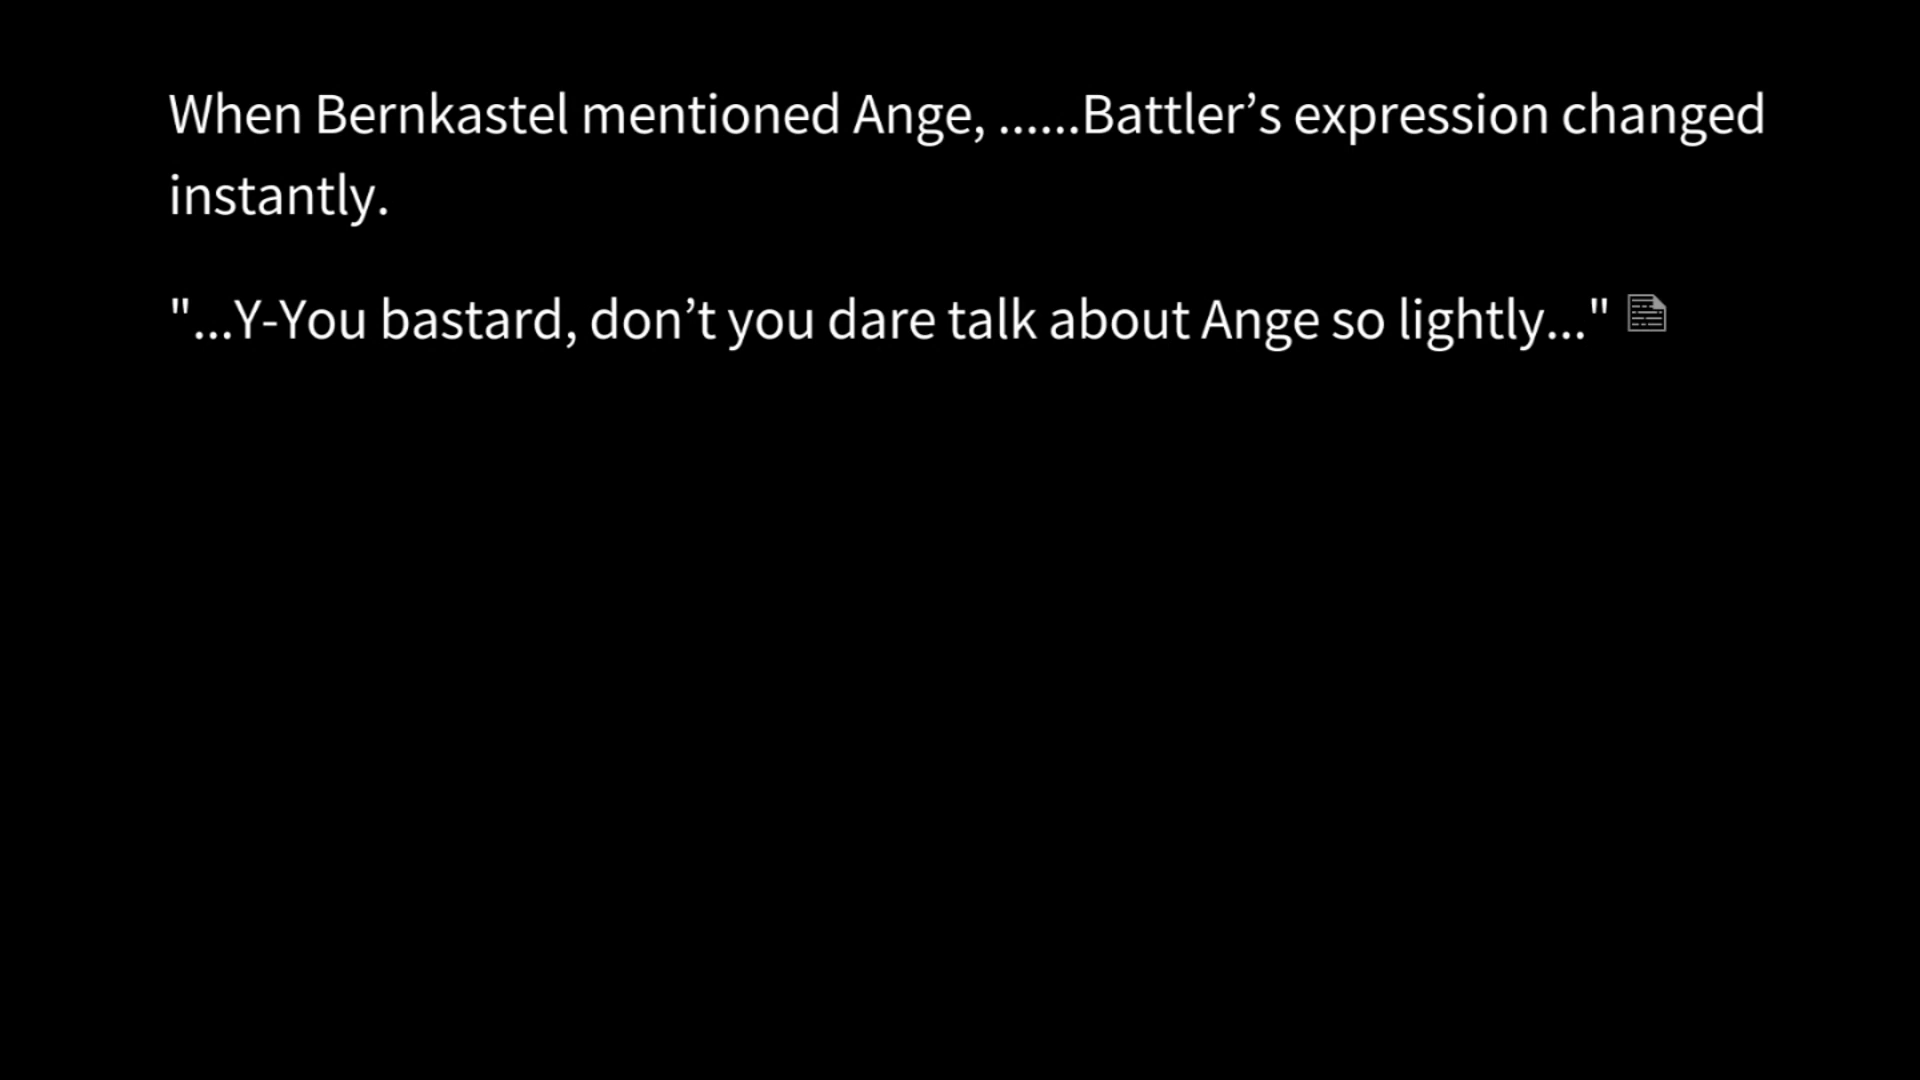 When Bernkastel mentioned Ange, ......Battler’s expression changed
instantly.
"...Y-You bastard, don’t you dare talk about Ange so lightly..."